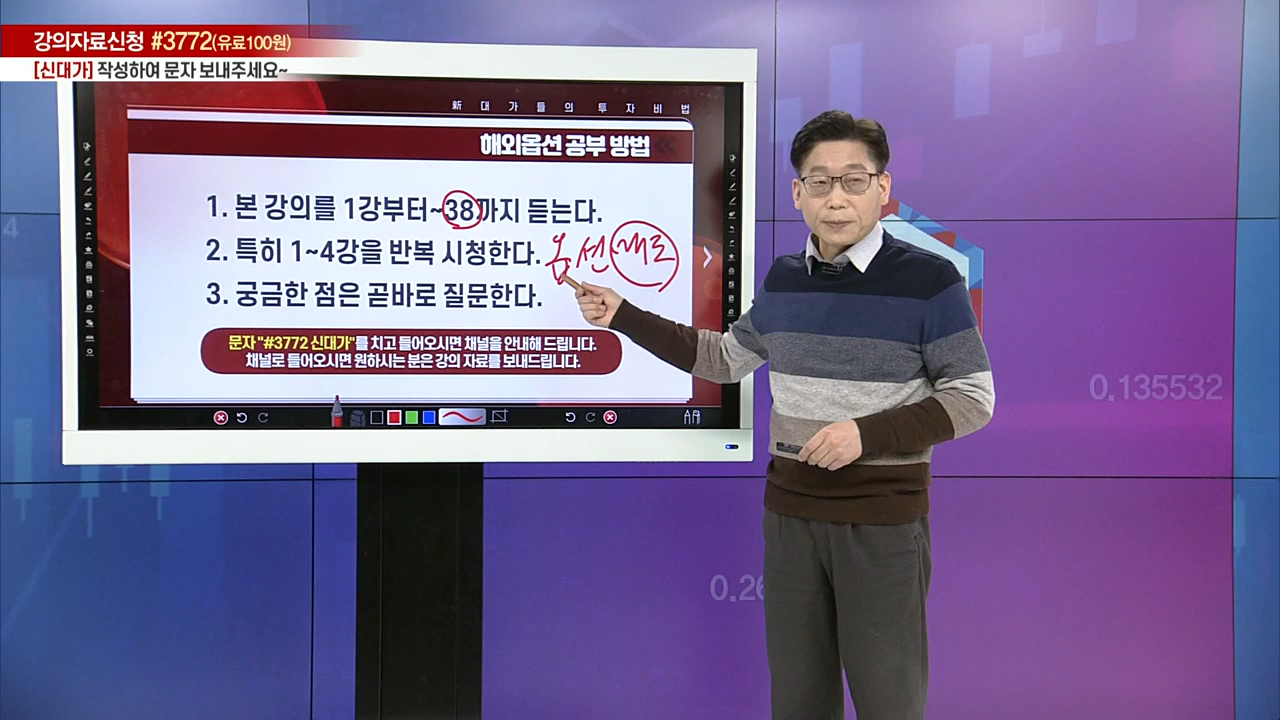 강의자료신청 #3772(유료100원)
[신대가] 작성하여 문자 보내주세요~
新대가들의투자비법
해외옵션 공부 방법
1. 본 강의를 1강부터~38까지 듣는다.
2. 특히 1~4강을 반복 시청한다. 옵션
3. 궁금한 점은 곧바로 질문한다.
문자 "#3772 신대가"를 치고 들어오시면 채널을 안내해 드립니다.
채널로 들어오시면 원하시는 분은 강의 자료를 보내드립니다.
0.135532
4
0.26